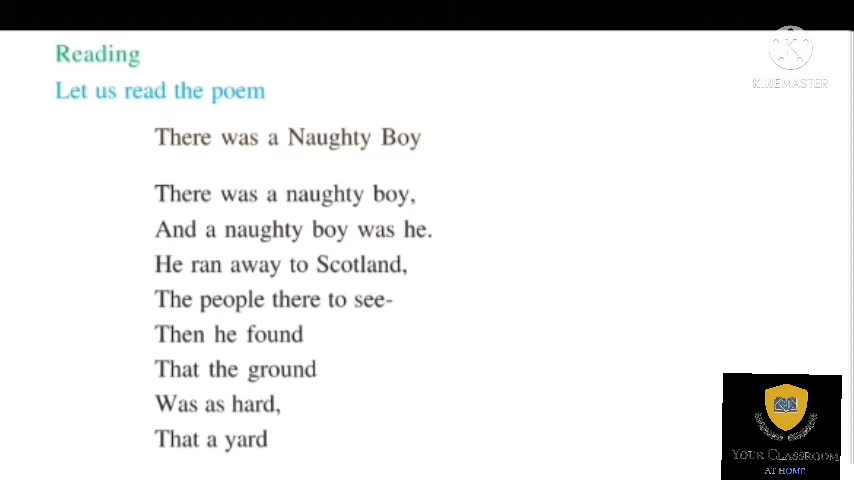 Reading
K
KINEMASTER
Let us read the poem
There was a Naughty Boy
There was a naughty boy,
And a naughty boy was he.
He ran away to Scotland,
The people there to see-
Then he found
That the ground
Was as hard,
That a yard
YOUR CLASSROOM
AT HOME